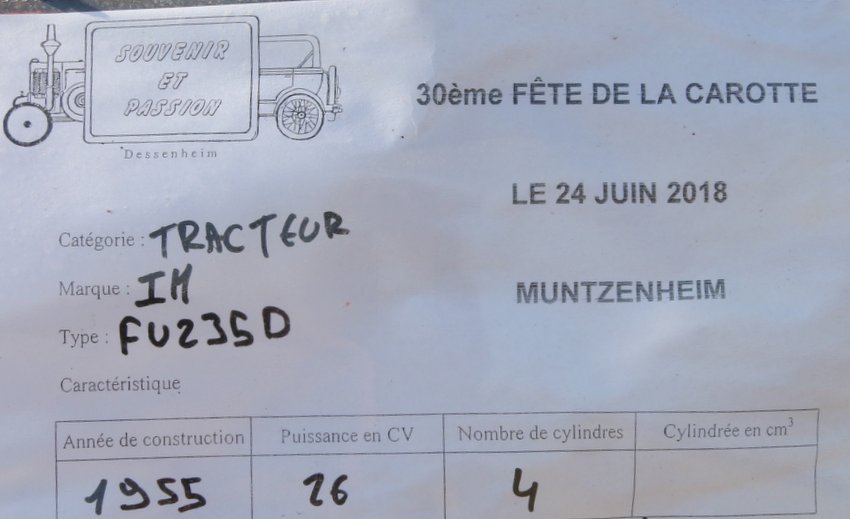 SOUVENIR
ET
PASSION
Dessenheim
30ème FÊTE DE LA CAROTTE
LE 24 JUIN 2018
MUNTZENHEIM
Catégorie : TRACTEUR
Marque : IH
Type : FU235D
Caractéristique
Année de construction Puissance en CV Nombre de cylindres Cylindrée en cm³
1955 26 4